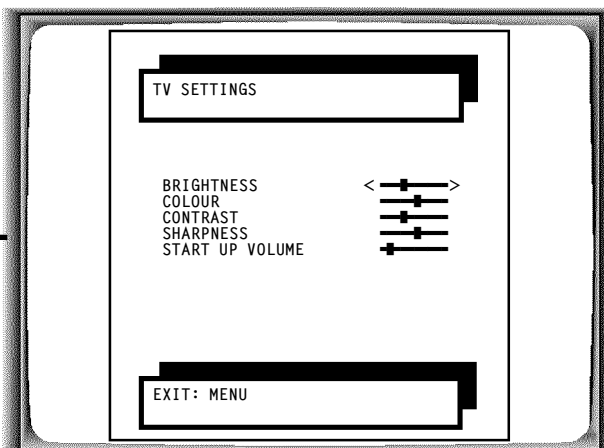 TV SETTINGS
BRIGHTNESS < >
COLOUR
CONTRAST
SHARPNESS
START UP VOLUME
EXIT: MENU